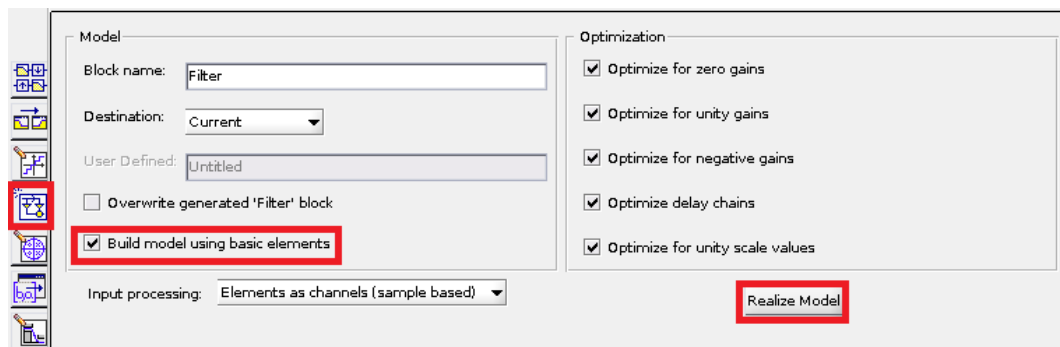 Model
Block name: Filter
Destination: Current
User Defined: Untitled
Overwrite generated 'Filter' block
Build model using basic elements
Input processing: Elements as channels (sample based)
Optimization
Optimize for zero gains
Optimize for unity gains
Optimize for negative gains
Optimize delay chains
Optimize for unity scale values
Realize Model